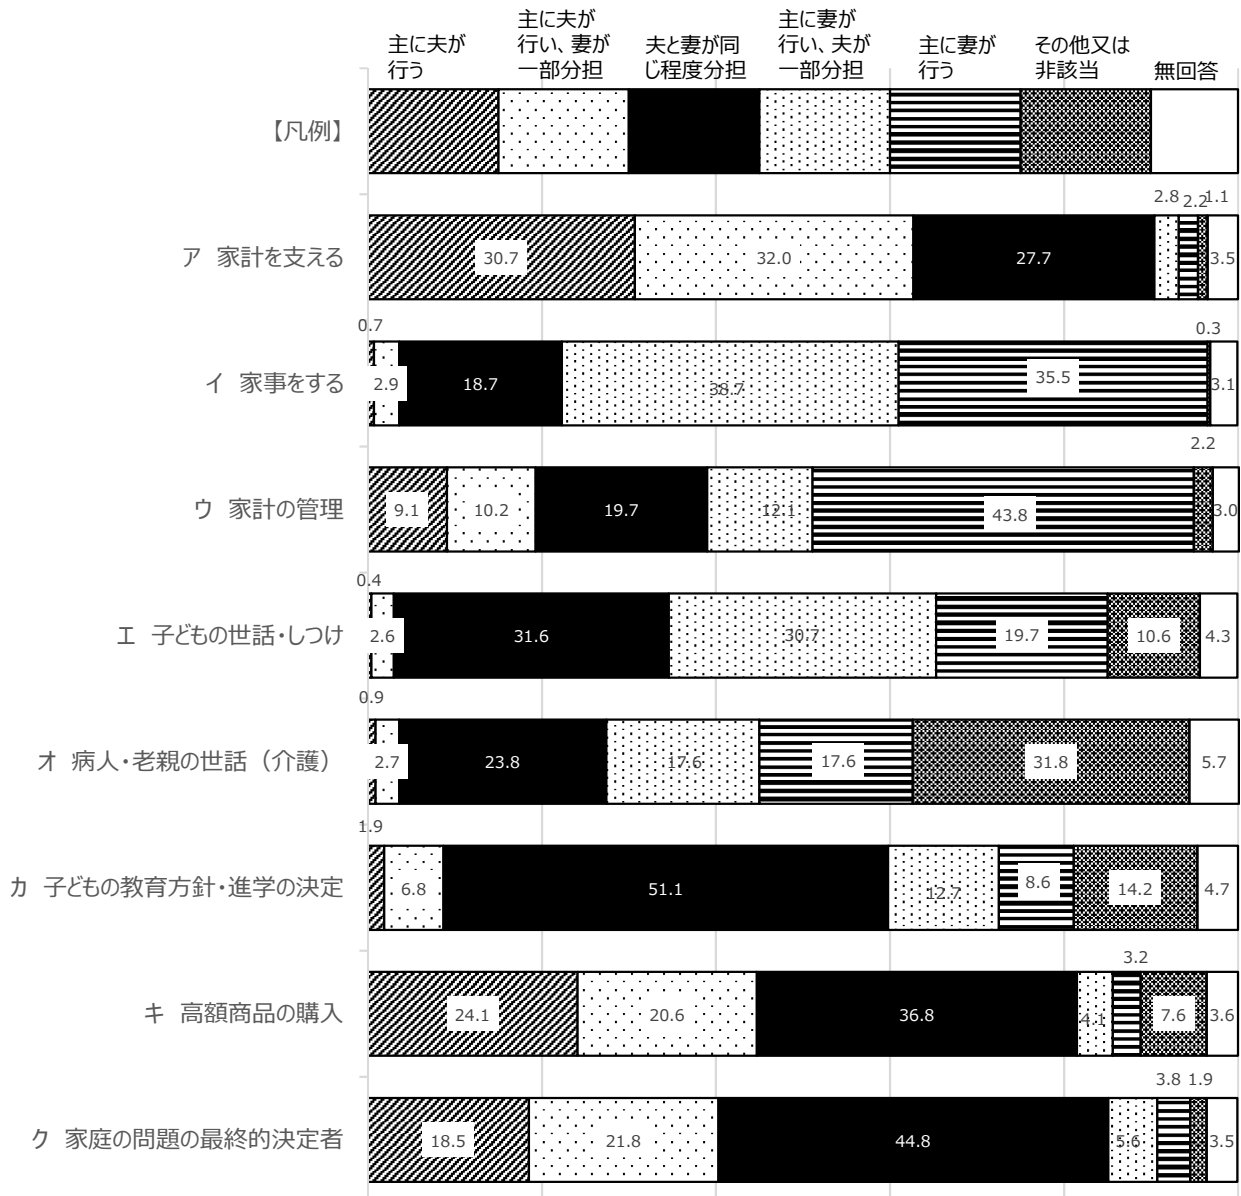 主に夫が
行う
主に夫が
行い、妻が
一部分担
夫と妻が同
じ程度分担
主に妻が
行い、夫が
一部分担
主に妻が
行う
その他又は
非該当
無回答
【凡例】
ア 家計を支える
30.7 32.0 27.7 2.8 2.2 1.1 3.5
イ 家事をする
0.7 2.9 18.7 38.7 35.5 0.3 3.1
ウ 家計の管理
9.1 10.2 19.7 12.1 43.8 2.2 3.0
エ 子どもの世話・しつけ
0.4 2.6 31.6 30.7 19.7 10.6 4.3
オ 病人・老親の世話（介護）
0.9 2.7 23.8 17.6 17.6 31.8 5.7
カ 子どもの教育方針・進学の決定
1.9 6.8 51.1 12.7 8.6 14.2 4.7
キ 高額商品の購入
24.1 20.6 36.8 4.1 3.2 7.6 3.6
ク 家庭の問題の最終的決定者
18.5 21.8 44.8 5.6 3.8 1.9 3.5